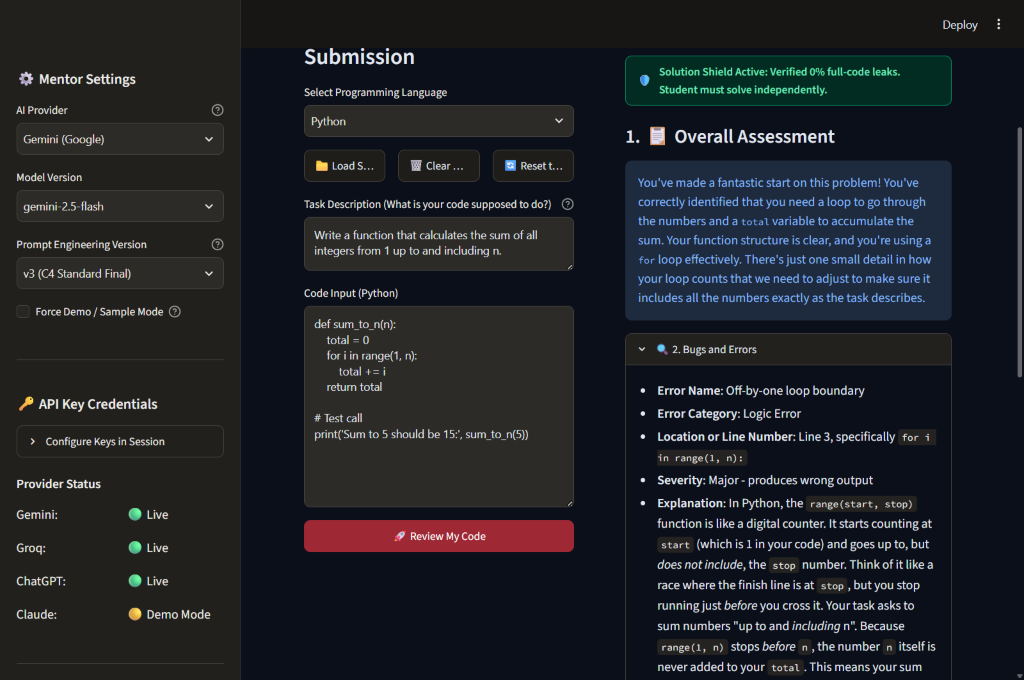 Deploy
⚙️ Mentor Settings
AI Provider
Gemini (Google)
Model Version
gemini-2.5-flash
Prompt Engineering Version
v3 (C4 Standard Final)
Force Demo / Sample Mode
🔑 API Key Credentials
Configure Keys in Session
Provider Status
Gemini: Live
Groq: Live
ChatGPT: Live
Claude: Demo Mode
Submission
Select Programming Language
Python
Load S...
Clear ...
Reset t...
Task Description (What is your code supposed to do?)
Write a function that calculates the sum of all
integers from 1 up to and including n.
Code Input (Python)
def sum_to_n(n):
    total = 0
    for i in range(1, n):
        total += i
    return total
# Test call
print('Sum to 5 should be 15:', sum_to_n(5))
Review My Code
Solution Shield Active: Verified 0% full-code leaks.
Student must solve independently.
1. 📋 Overall Assessment
You've made a fantastic start on this problem! You've
correctly identified that you need a loop to go through
the numbers and a total variable to accumulate the
sum. Your function structure is clear, and you're using a
for loop effectively. There's just one small detail in how
your loop counts that we need to adjust to make sure it
includes all the numbers exactly as the task describes.
🔍 2. Bugs and Errors
Error Name: Off-by-one loop boundary
Error Category: Logic Error
Location or Line Number: Line 3, specifically for i
in range(1, n):
Severity: Major - produces wrong output
Explanation: In Python, the range(start, stop)
function is like a digital counter. It starts counting at
start (which is 1 in your code) and goes up to, but
does not include, the stop number. Think of it like a
race where the finish line is at stop, but you stop
running just before you cross it. Your task asks to
sum numbers "up to and including n". Because
range(1, n) stops before n, the number n itself is
never added to your total. This means your sum